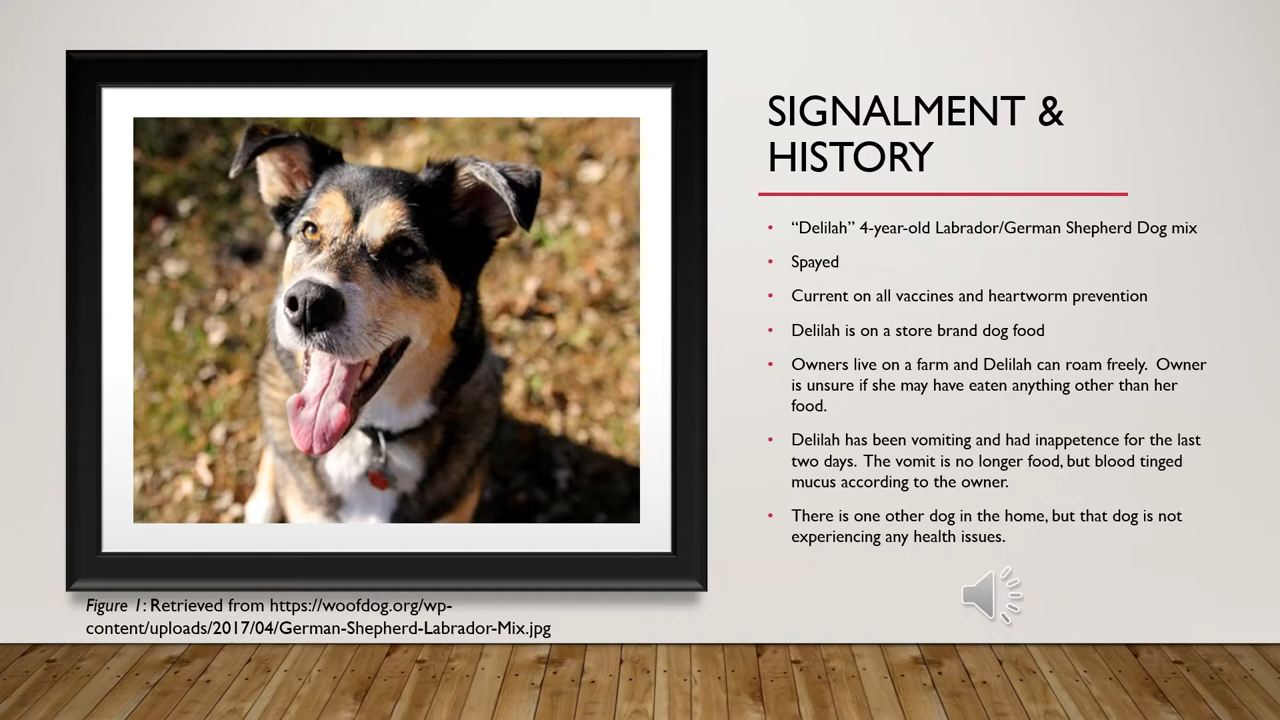 SIGNALMENT &
HISTORY
• “Delilah” 4-year-old Labrador/German Shepherd Dog mix
• Spayed
• Current on all vaccines and heartworm prevention
• Delilah is on a store brand dog food
• Owners live on a farm and Delilah can roam freely.  Owner
is unsure if she may have eaten anything other than her
food.
• Delilah has been vomiting and had inappetence for the last
two days.  The vomit is no longer food, but blood tinged
mucus according to the owner.
• There is one other dog in the home, but that dog is not
experiencing any health issues.
Figure 1: Retrieved from https://woofdog.org/wp-
content/uploads/2017/04/German-Shepherd-Labrador-Mix.jpg